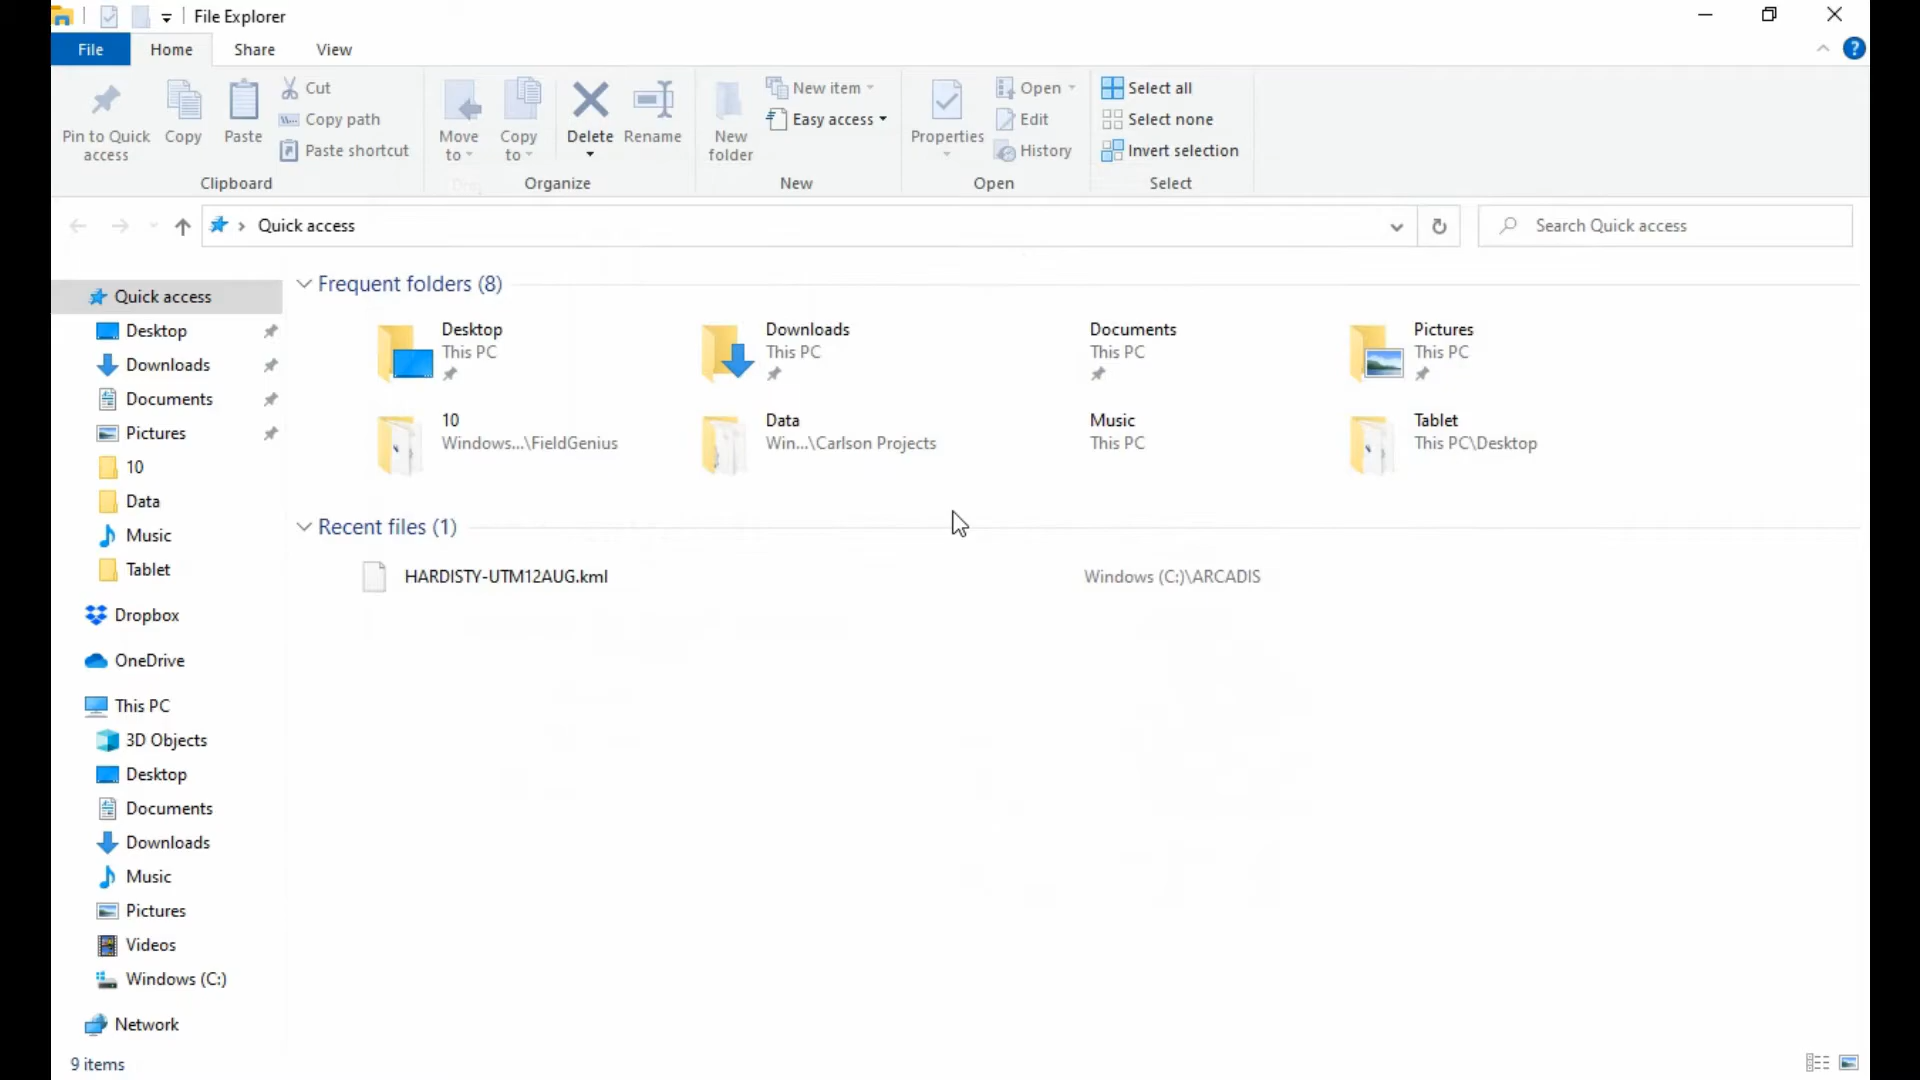 File Explorer
File
Home
Share
View
?
Pin to Quick
access
Copy
Paste
Cut
Copy path
Paste shortcut
Clipboard
Move
to
Copy
to
Delete
Rename
Organize
New
folder
New item
Easy access
New
Properties
Open
Edit
History
Open
Select all
Select none
Invert selection
Select
Quick access
Search Quick access
Quick access
Desktop
Downloads
Documents
Pictures
10
Data
Music
Tablet
Dropbox
OneDrive
This PC
3D Objects
Desktop
Documents
Downloads
Music
Pictures
Videos
Windows (C:)
Network
Frequent folders (8)
Desktop
This PC
Downloads
This PC
Documents
This PC
Pictures
This PC
10
Windows...\FieldGenius
Data
Win...\Carlson Projects
Music
This PC
Tablet
This PC\Desktop
Recent files (1)
HARDISTY-UTM12AUG.kml
Windows (C:)\ARCADIS
9 items